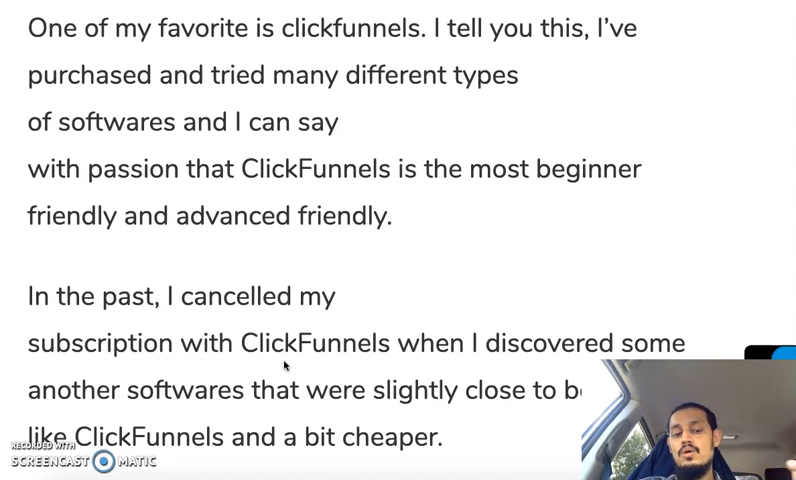 One of my favorite is clickfunnels. I tell you this, I've
purchased and tried many different types
of softwares and I can say
with passion that ClickFunnels is the most beginner
friendly and advanced friendly.
In the past, I cancelled my
subscription with ClickFunnels when I discovered some
another softwares that were slightly close to
like ClickFunnels and a bit cheaper.
RECORDED WITH
SCREENCAST MATIC